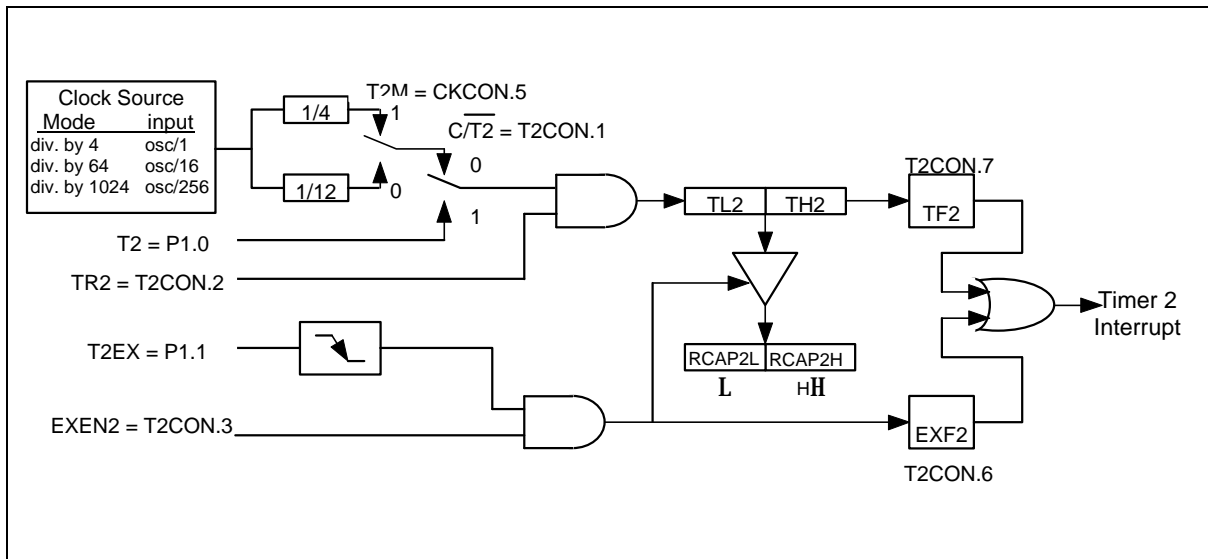 Clock Source
Mode input
div. by 4 osc/1
div. by 64 osc/16
div. by 1024 osc/256
1/4
1/12
T2M = CKCON.5
1
0
C/T2 = T2CON.1
0
1
T2 = P1.0
TR2 = T2CON.2
T2EX = P1.1
EXEN2 = T2CON.3
TL2 TH2
T2CON.7
TF2
RCAP2L RCAP2H
L HH
Timer 2
Interrupt
EXF2
T2CON.6